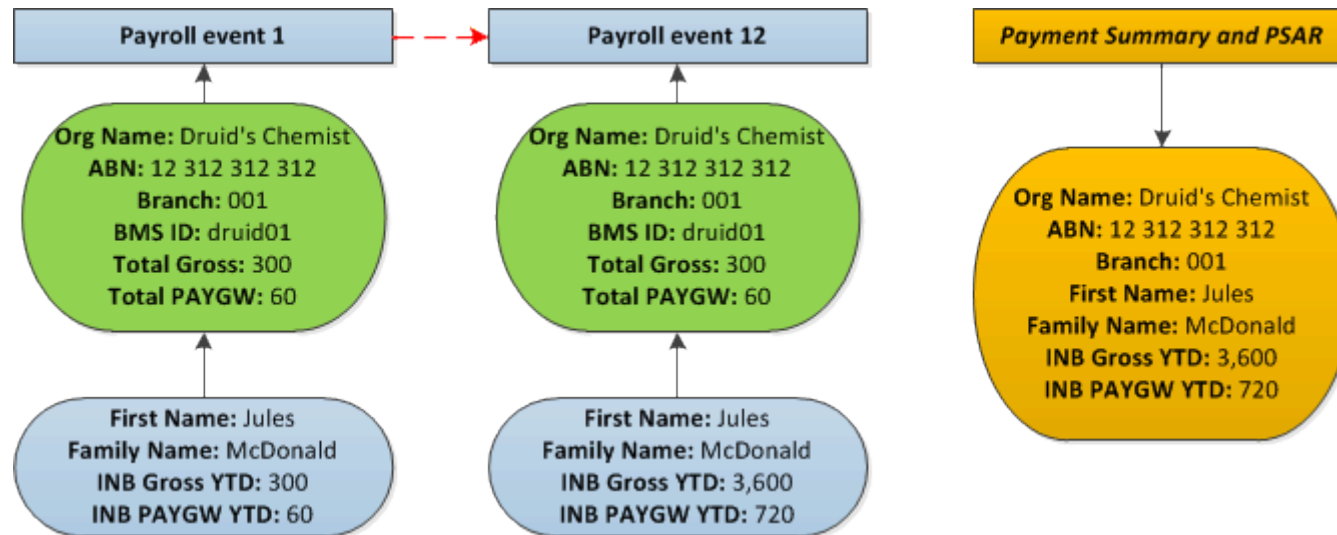 Payroll event 1
Org Name: Druid's Chemist
ABN: 12 312 312 312
Branch: 001
BMS ID: druid01
Total Gross: 300
Total PAYGW: 60
First Name: Jules
Family Name: McDonald
INB Gross YTD: 300
INB PAYGW YTD: 60
Payroll event 12
Org Name: Druid's Chemist
ABN: 12 312 312 312
Branch: 001
BMS ID: druid01
Total Gross: 300
Total PAYGW: 60
First Name: Jules
Family Name: McDonald
INB Gross YTD: 3,600
INB PAYGW YTD: 720
Payment Summary and PSAR
Org Name: Druid's Chemist
ABN: 12 312 312 312
Branch: 001
First Name: Jules
Family Name: McDonald
INB Gross YTD: 3,600
INB PAYGW YTD: 720